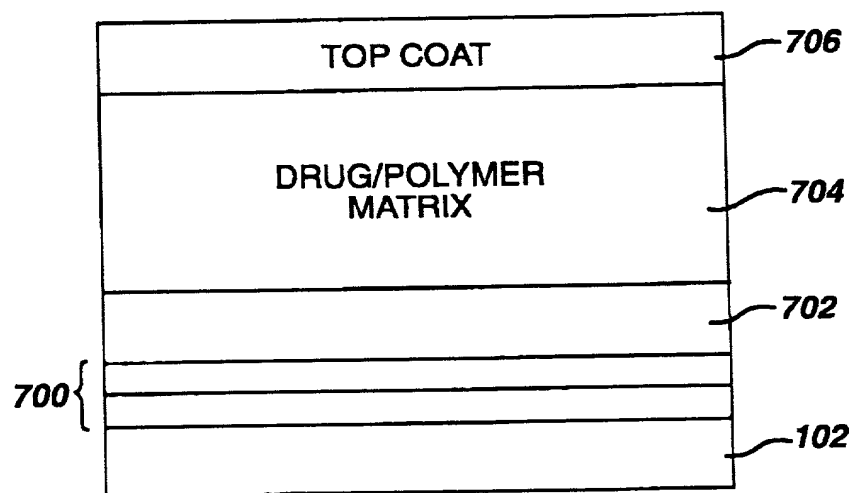 TOP COAT
706
DRUG/POLYMER
MATRIX
704
702
700
102